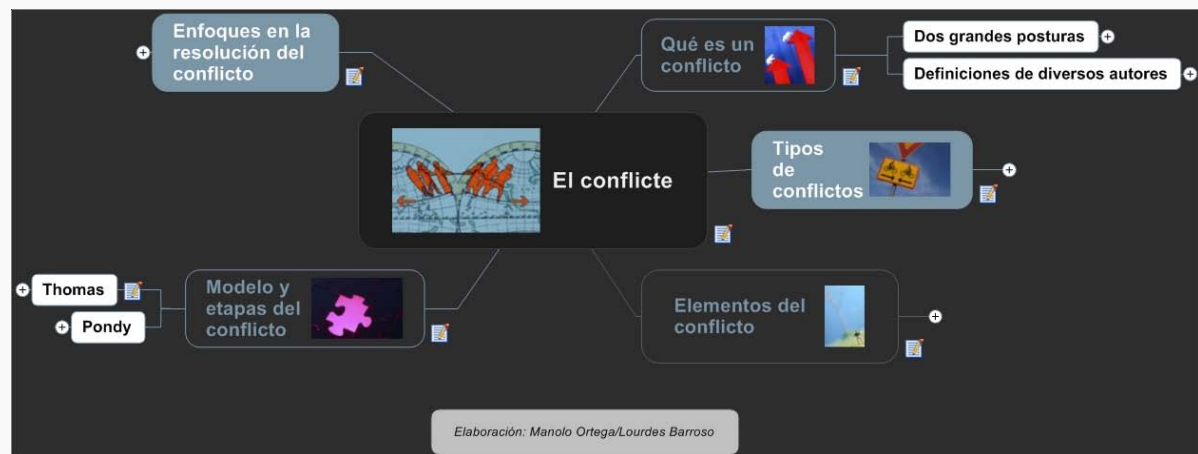 Enfoques en la
resolución del
conflicto
Qué es un
conflicto
Dos grandes posturas
Definiciones de diversos autores
El conflicte
Tipos
de
conflictos
Thomas
Pondy
Modelo y
etapas del
conflicto
Elementos del
conflicto
Elaboración: Manolo Ortega/Lourdes Barroso